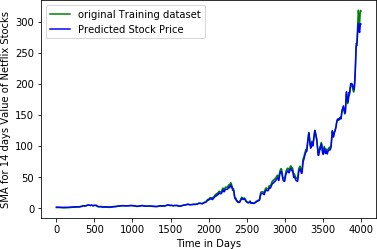 original Training dataset
Predicted Stock Price
SMA for 14 days Value of Netflix Stocks
300
250
200
150
100
50
0
0 500 1000 1500 2000 2500 3000 3500 4000
Time in Days